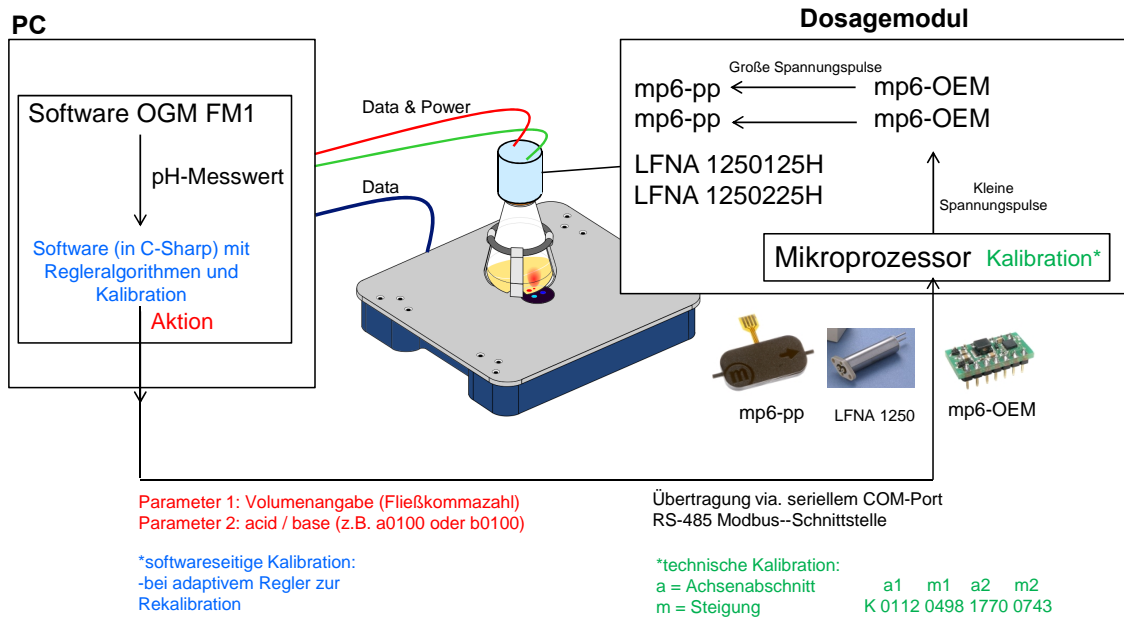 PC
Dosagemodul
Software OGM FM1
pH-Messwert
Software (in C-Sharp) mit
Regleralgorithmen und
Kalibration
Aktion
Data & Power
Data
Große Spannungspulse
mp6-pp
mp6-OEM
mp6-pp
mp6-OEM
LFNA 1250125H
LFNA 1250225H
Kleine
Spannungspulse
Mikroprozessor Kalibration*
m
mp6-pp
LFNA 1250
mp6-OEM
Parameter 1: Volumenangabe (Fließkommazahl)
Parameter 2: acid / base (z.B. a0100 oder b0100)
*softwareseitige Kalibration:
-bei adaptivem Regler zur
Rekalibration
Übertragung via. seriellem COM-Port
RS-485 Modbus--Schnittstelle
*technische Kalibration:
a = Achsenabschnitt
m = Steigung
a1 m1 a2 m2
K 0112 0498 1770 0743